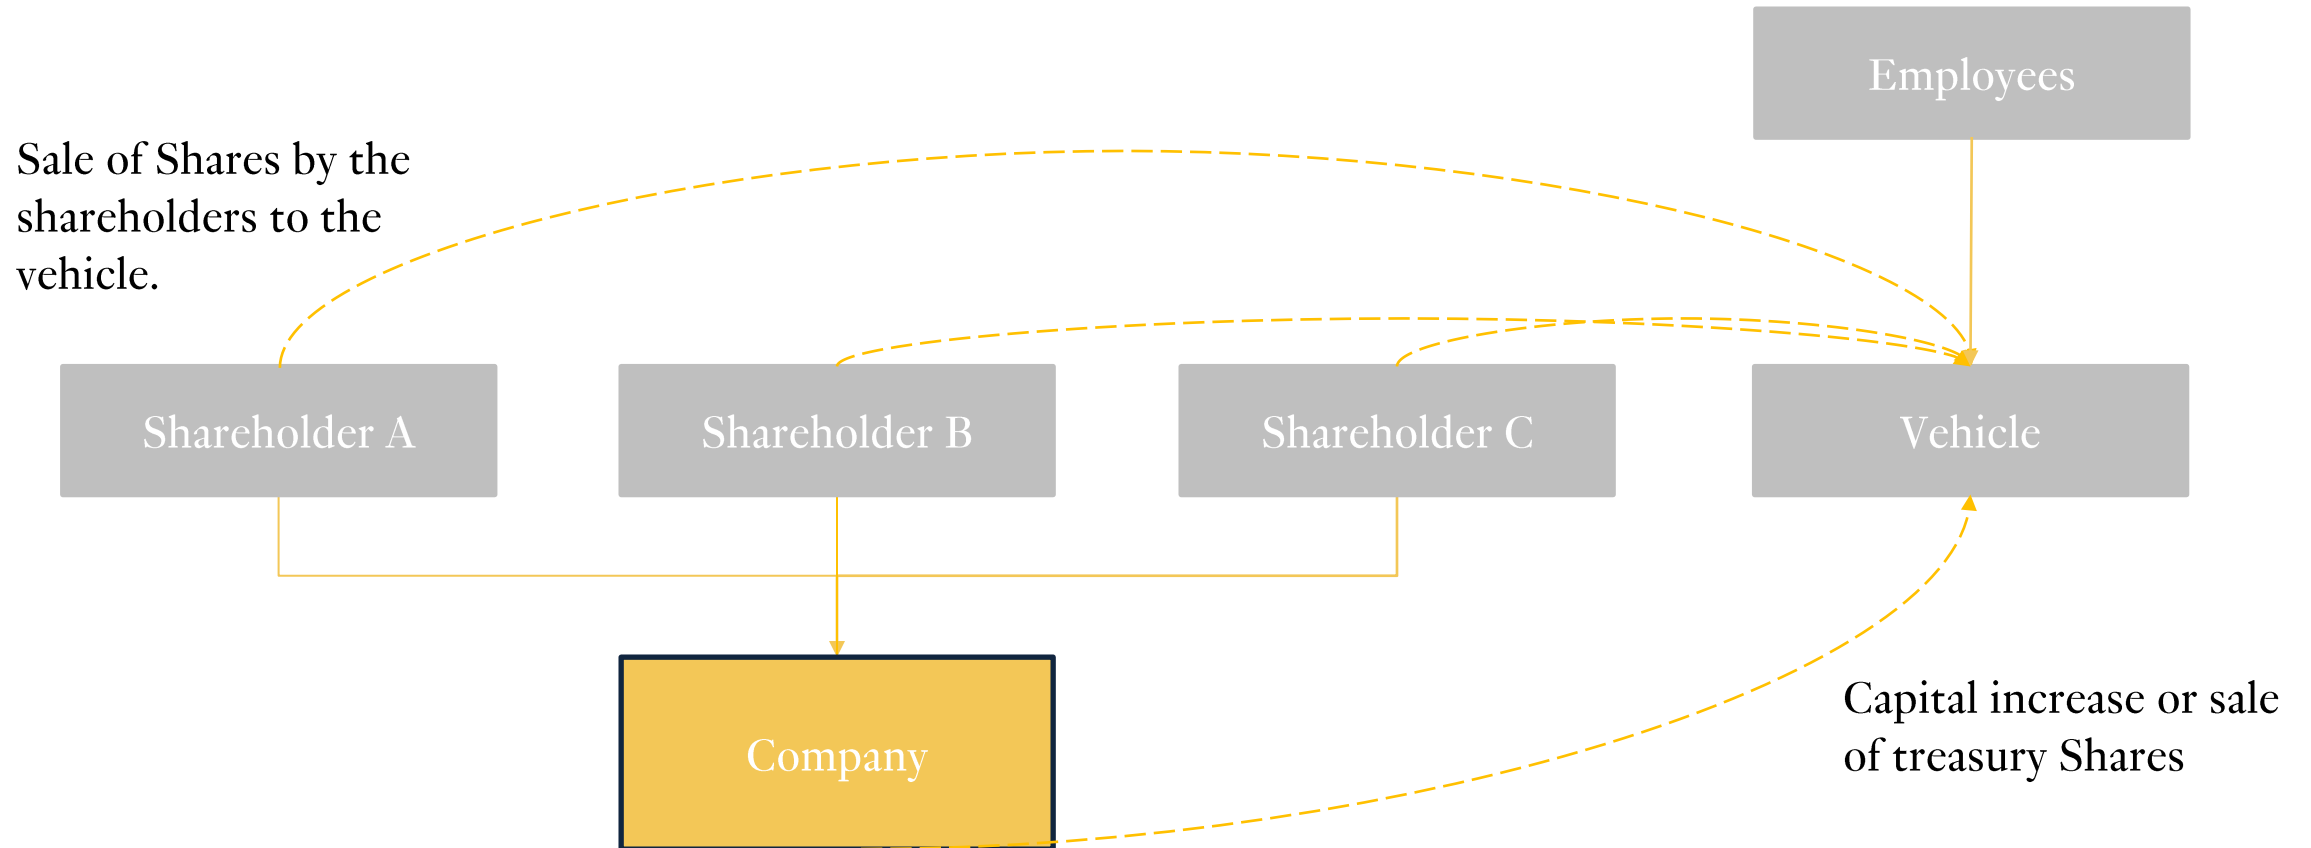 Employees
Sale of Shares by the
shareholders to the
vehicle.
Shareholder A
Shareholder B
Shareholder C
Vehicle
Company
Capital increase or sale
of treasury Shares